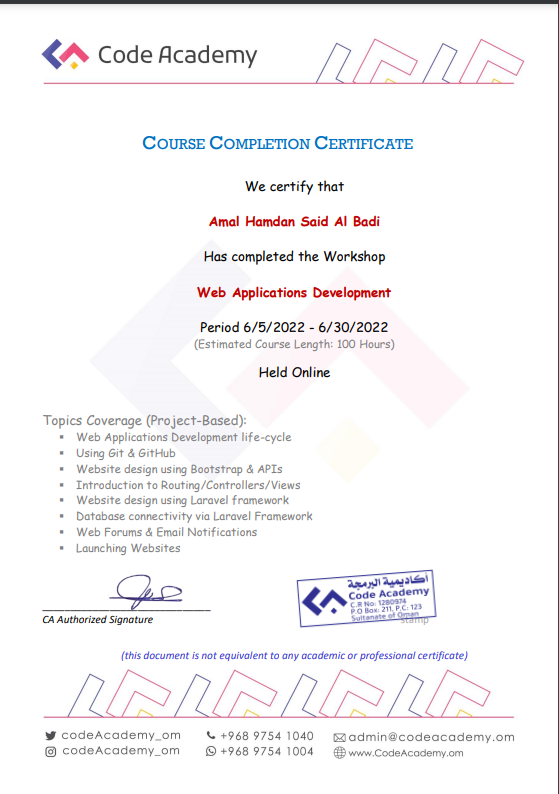 Code Academy
COURSE COMPLETION CERTIFICATE
We certify that
Amal Hamdan Said Al Badi
Has completed the Workshop
Web Applications Development
Period 6/5/2022 - 6/30/2022
(Estimated Course Length: 100 Hours)
Held Online
Topics Coverage (Project-Based):
▪ Web Applications Development life-cycle
▪ Using Git & GitHub
▪ Website design using Bootstrap & APIs
▪ Introduction to Routing/Controllers/Views
▪ Website design using Laravel framework
▪ Database connectivity via Laravel Framework
▪ Web Forums & Email Notifications
▪ Launching Websites
CA Authorized Signature
أكاديمية البرمجة
Code Academy
C.R No: 1280974
P.O Box: 211, P.C: 123
Sultanate of Oman
Stamp
(this document is not equivalent to any academic or professional certificate)
codeAcademy_om +968 9754 1040 admin@codeacademy.om
codeAcademy_om +968 9754 1004 www.CodeAcademy.om